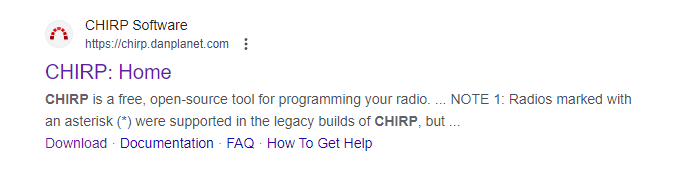 CHIRP Software
https://chirp.danplanet.com
CHIRP: Home
CHIRP is a free, open-source tool for programming your radio. ... NOTE 1: Radios marked with
an asterisk (*) were supported in the legacy builds of CHIRP, but ...
Download · Documentation · FAQ · How To Get Help